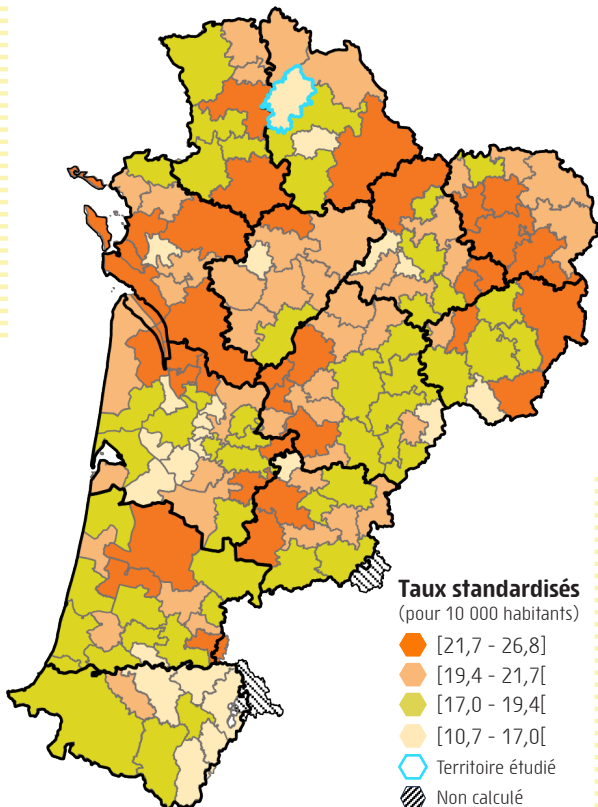 Taux standardisés
(pour 10 000 habitants)
[21,7 - 26,8]
[19,4 - 21,7[
[17,0 - 19,4[
[10,7 - 17,0[
Territoire étudié
Non calculé